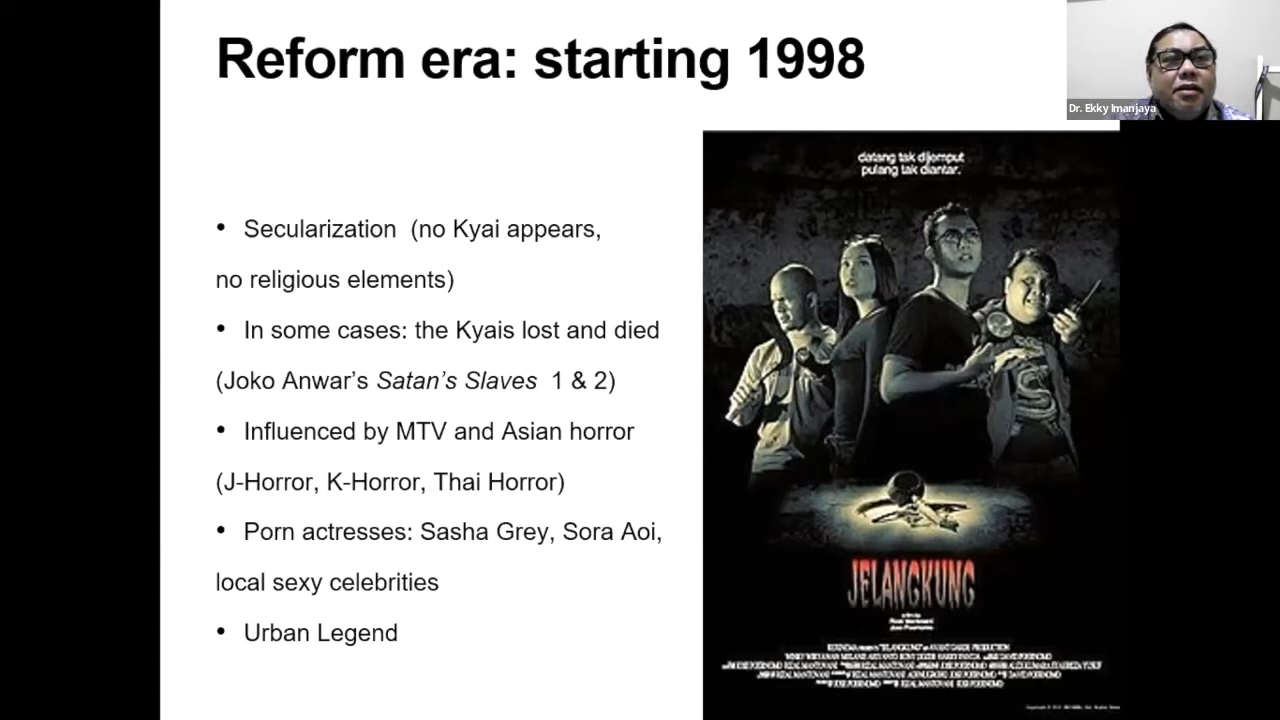 Reform era: starting 1998
Dr. Ekky Imanjaya
• Secularization (no Kyai appears,
no religious elements)
• In some cases: the Kyais lost and died
(Joko Anwar’s Satan’s Slaves 1 & 2)
• Influenced by MTV and Asian horror
(J-Horror, K-Horror, Thai Horror)
• Porn actresses: Sasha Grey, Sora Aoi,
local sexy celebrities
• Urban Legend
datang tak dijemput
pulang tak diantar.
JELANGKUNG